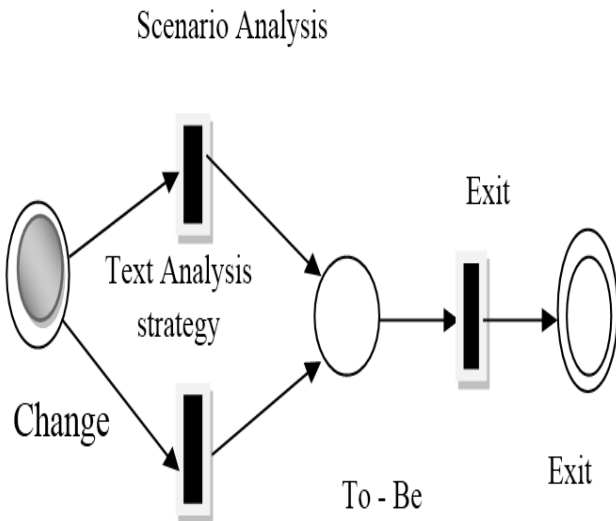 Scenario Analysis
Exit
Text Analysis
strategy
Change
To - Be
Exit